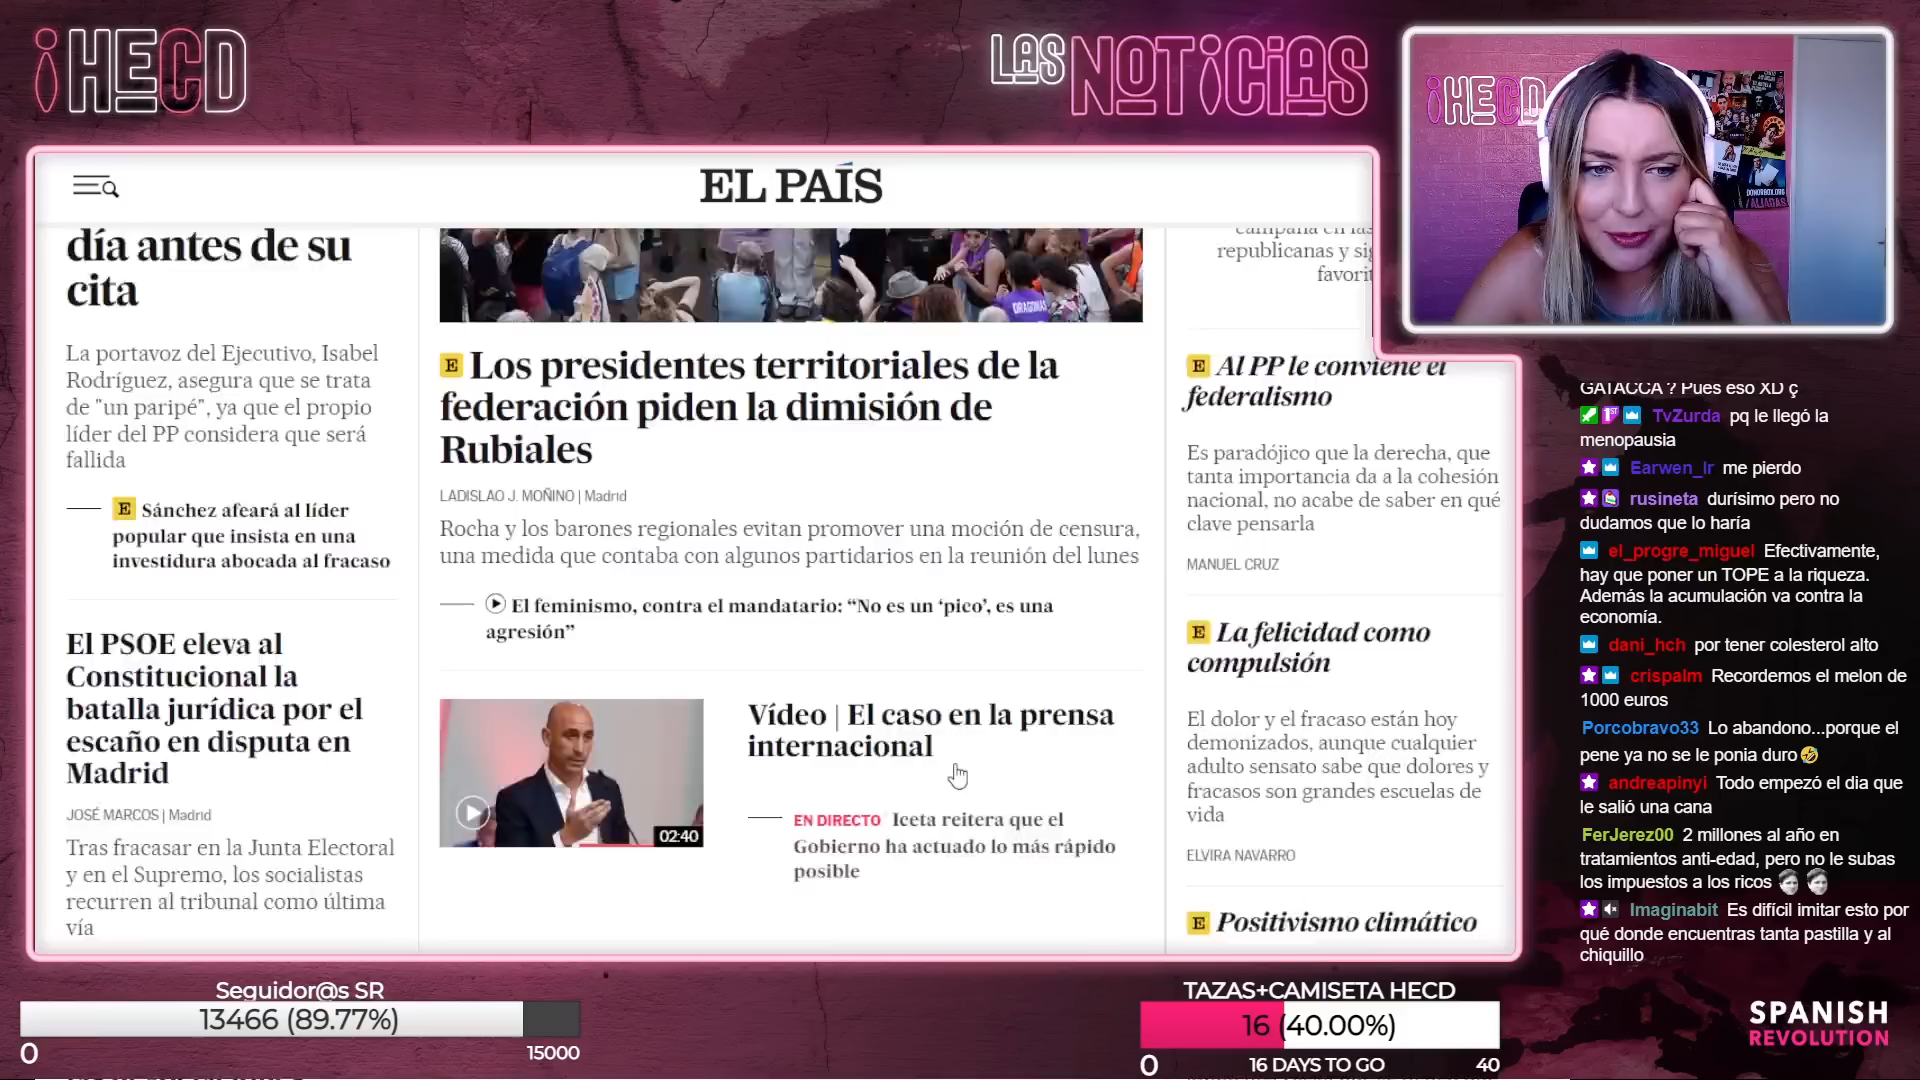 ¡HECD
LAS NOTICIAS
¡HECD
EL PAÍS
día antes de su
cita
La portavoz del Ejecutivo, Isabel
Rodríguez, asegura que se trata
de "un paripé", ya que el propio
líder del PP considera que será
fallida
E Sánchez afeará al líder
popular que insista en una
investidura abocada al fracaso
El PSOE eleva al
Constitucional la
batalla jurídica por el
escaño en disputa en
Madrid
JOSÉ MARCOS | Madrid
Tras fracasar en la Junta Electoral
y en el Supremo, los socialistas
recurren al tribunal como última
vía
DRAGONAS
E Los presidentes territoriales de la
federación piden la dimisión de
Rubiales
LADISLAO J. MOÑINO | Madrid
Rocha y los barones regionales evitan promover una moción de censura,
una medida que contaba con algunos partidarios en la reunión del lunes
El feminismo, contra el mandatario: “No es un ‘pico’, es una
agresión”
02:40
Vídeo | El caso en la prensa
internacional
EN DIRECTO Iceta reitera que el
Gobierno ha actuado lo más rápido
posible
campaña en las
republicanas y si
favorit
E Al PP le conviene el
federalismo
Es paradójico que la derecha, que
tanta importancia da a la cohesión
nacional, no acabe de saber en qué
clave pensarla
MANUEL CRUZ
E La felicidad como
compulsión
El dolor y el fracaso están hoy
demonizados, aunque cualquier
adulto sensato sabe que dolores y
fracasos son grandes escuelas de
vida
ELVIRA NAVARRO
E Positivismo climático
DONORBOX.ORG
/ALIADAS
GATACCA ? Pues eso XD ç
TvZurda pq le llegó la
menopausia
Earwen_lr me pierdo
rusineta durísimo pero no
dudamos que lo haría
el_progre_miguel Efectivamente,
hay que poner un TOPE a la riqueza.
Además la acumulación va contra la
economía.
dani_hch por tener colesterol alto
crispalm Recordemos el melon de
1000 euros
Porcobravo33 Lo abandono...porque el
pene ya no se le ponia duro🤣
andreapinyi Todo empezó el dia que
le salió una cana
FerJerez00 2 millones al año en
tratamientos anti-edad, pero no le subas
los impuestos a los ricos
Imaginabit Es difícil imitar esto por
qué donde encuentras tanta pastilla y al
chiquillo
Seguidor@s SR
13466 (89.77%)
0
15000
TAZAS+CAMISETA HECD
16 (40.00%)
0
16 DAYS TO GO
40
SPANISH
REVOLUTION